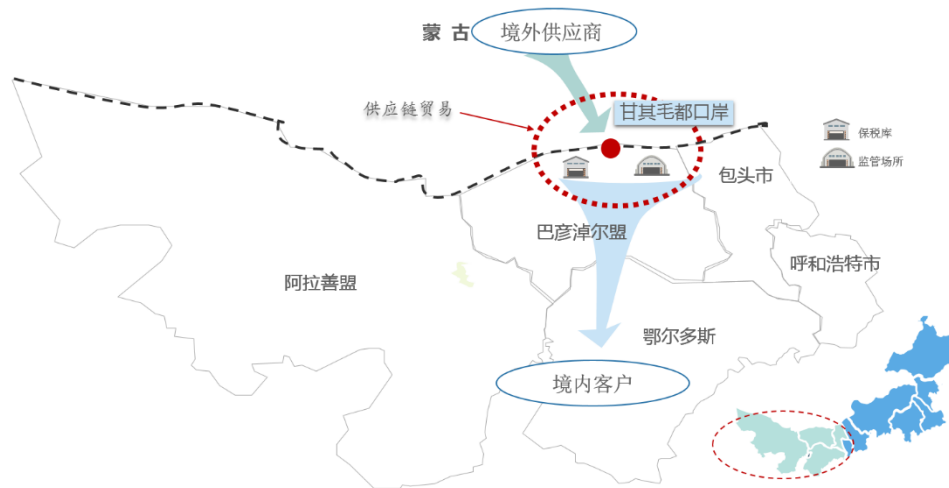 蒙 古
境外供应商
供应链贸易
甘其毛都口岸
保税库
监管场所
包头市
巴彦淖尔盟
呼和浩特市
阿拉善盟
鄂尔多斯
境内客户